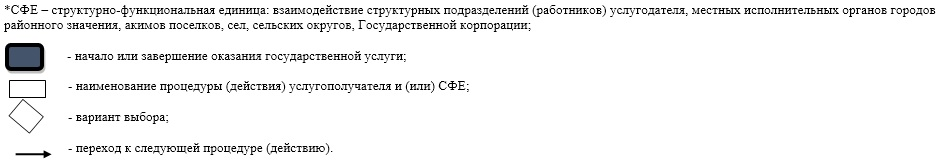 *СФЕ – структурно-функциональная единица: взаимодействие структурных подразделений (работников) услугодателя, местных исполнительных органов городов
районного значения, акимов поселков, сел, сельских округов, Государственной корпорации;
- начало или завершение оказания государственной услуги;
- наименование процедуры (действия) услугополучателя и (или) СФЕ;
- вариант выбора;
- переход к следующей процедуре (действию).